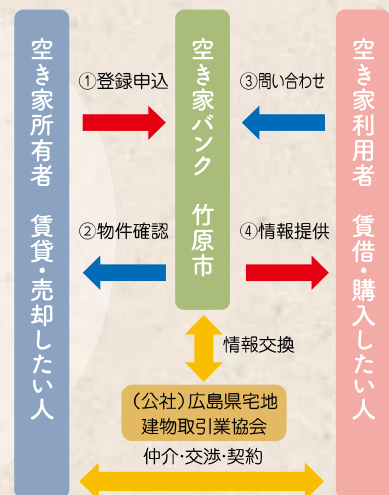 空き家所有者 賃貸・売却したい人
①登録申込
②物件確認
空き家バンク 竹原市
③問い合わせ
④情報提供
空き家利用者 賃借・購入したい人
情報交換
(公社)広島県宅地
建物取引業協会
仲介・交渉・契約